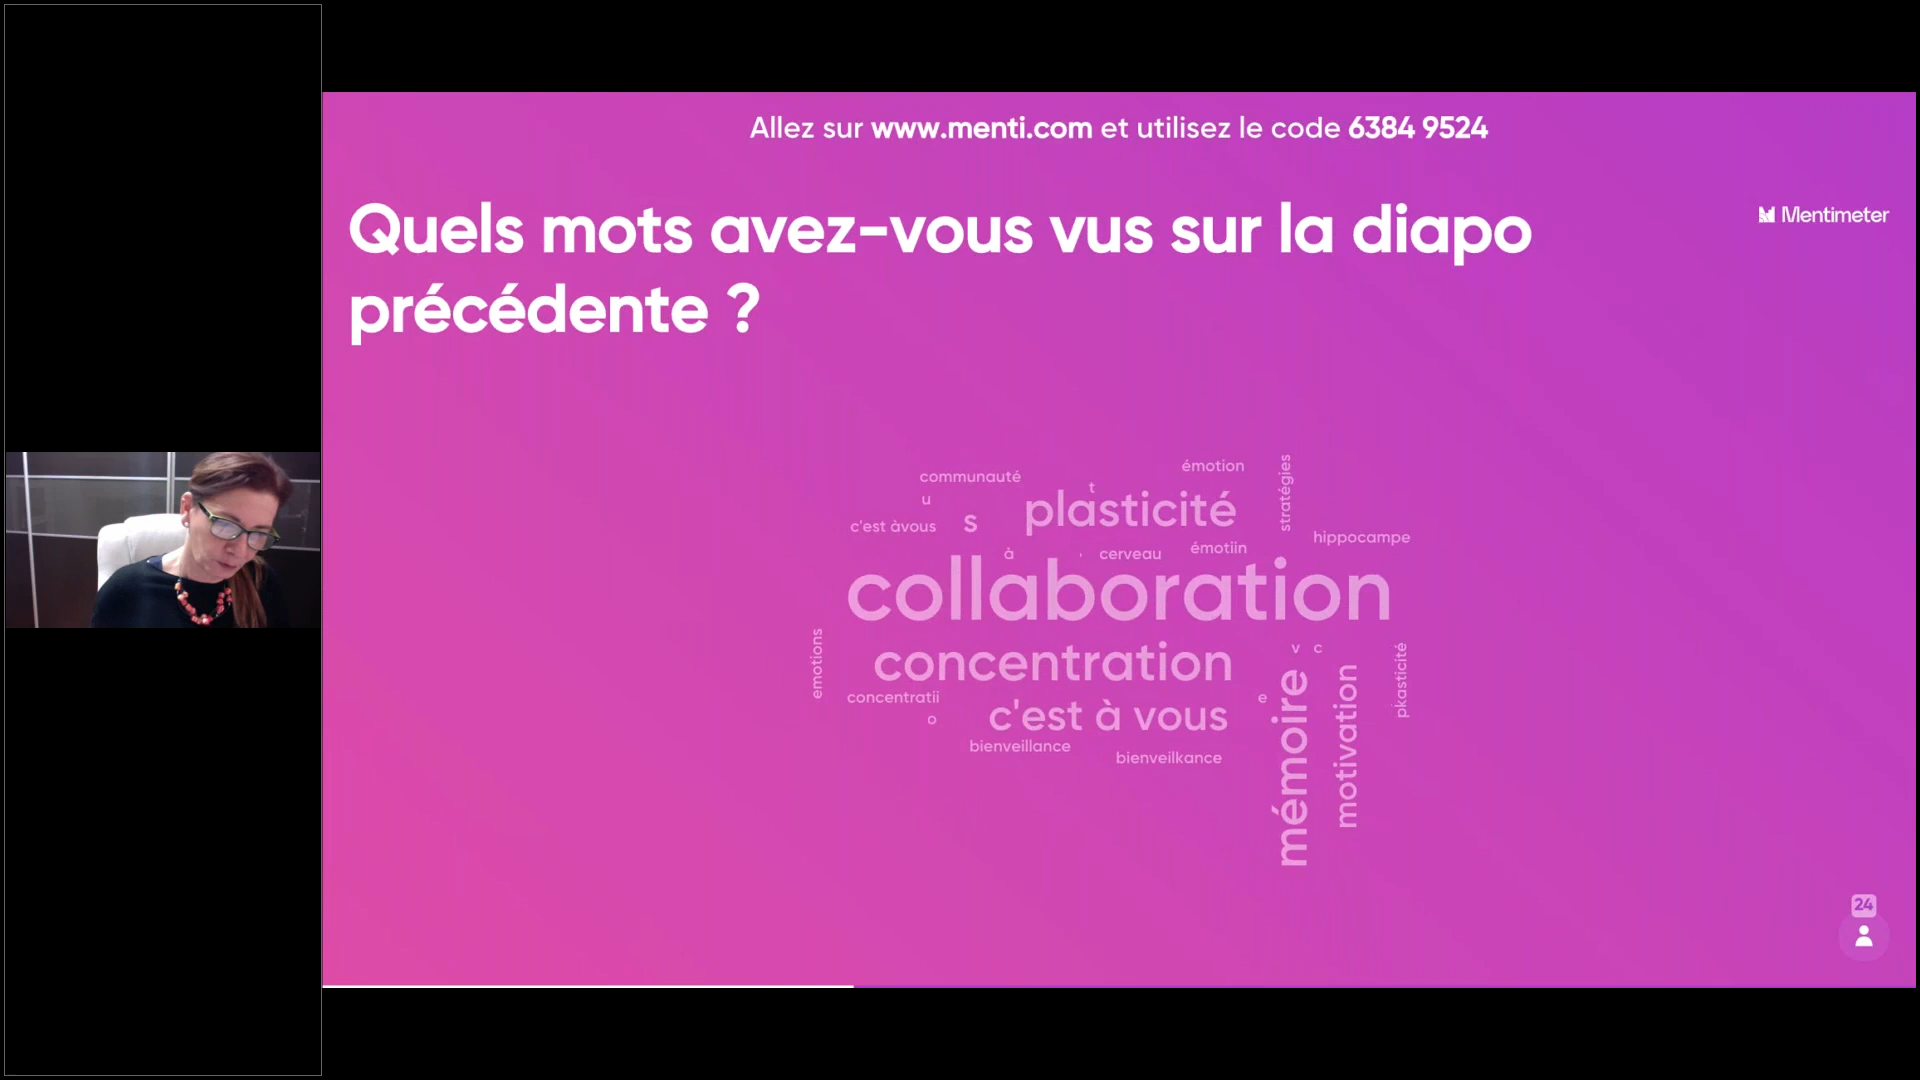 Allez sur www.menti.com et utilisez le code 6384 9524
Quels mots avez-vous vus sur la diapo
précédente ?
Mentimeter
communauté
émotion
stratégies
t
u
plasticité
c'est àvous
s
hippocampe
à
'
cerveau
émotiin
collaboration
emotions
concentration
v
c
pkasticité
mémoire
motivation
concentratii
e
o
c'est à vous
bienveillance
bienveilkance
24